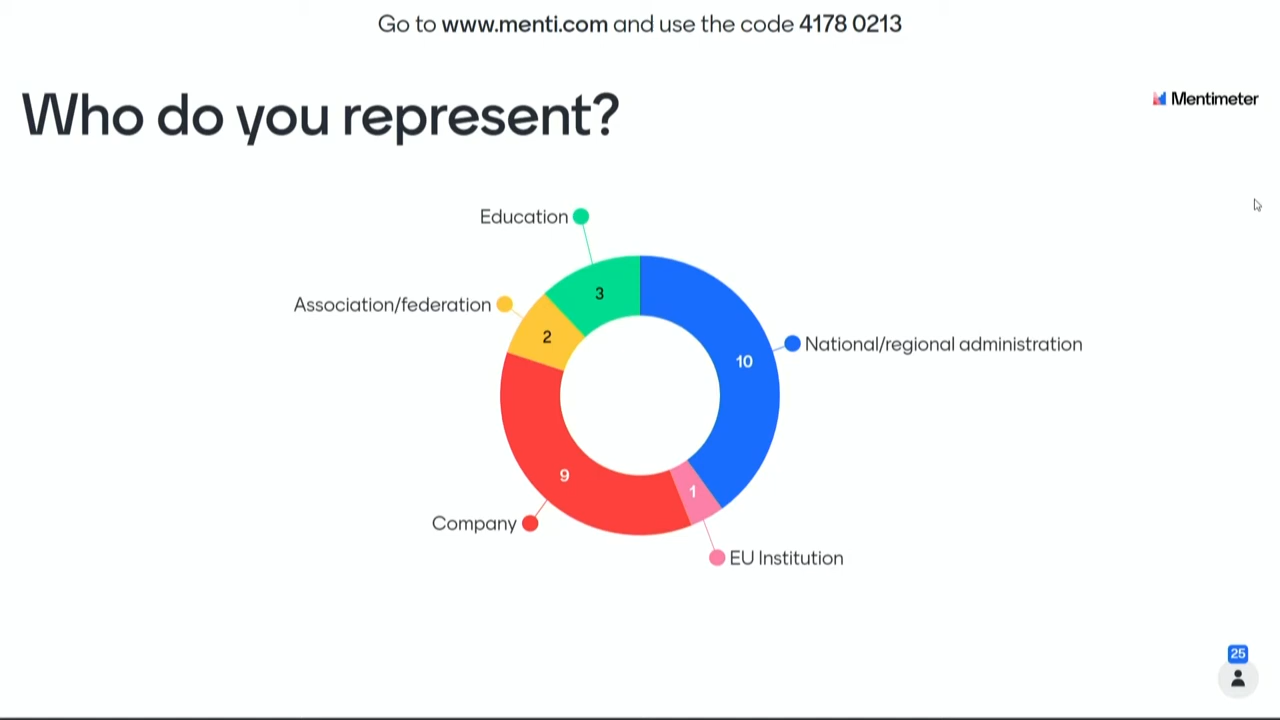 Go to www.menti.com and use the code 4178 0213
Who do you represent?
Mentimeter
Education
3
Association/federation
2
National/regional administration
10
9
1
Company
EU Institution
25